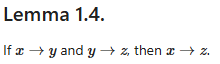 Lemma 1.4.
If x → y and y → z, then x → z.